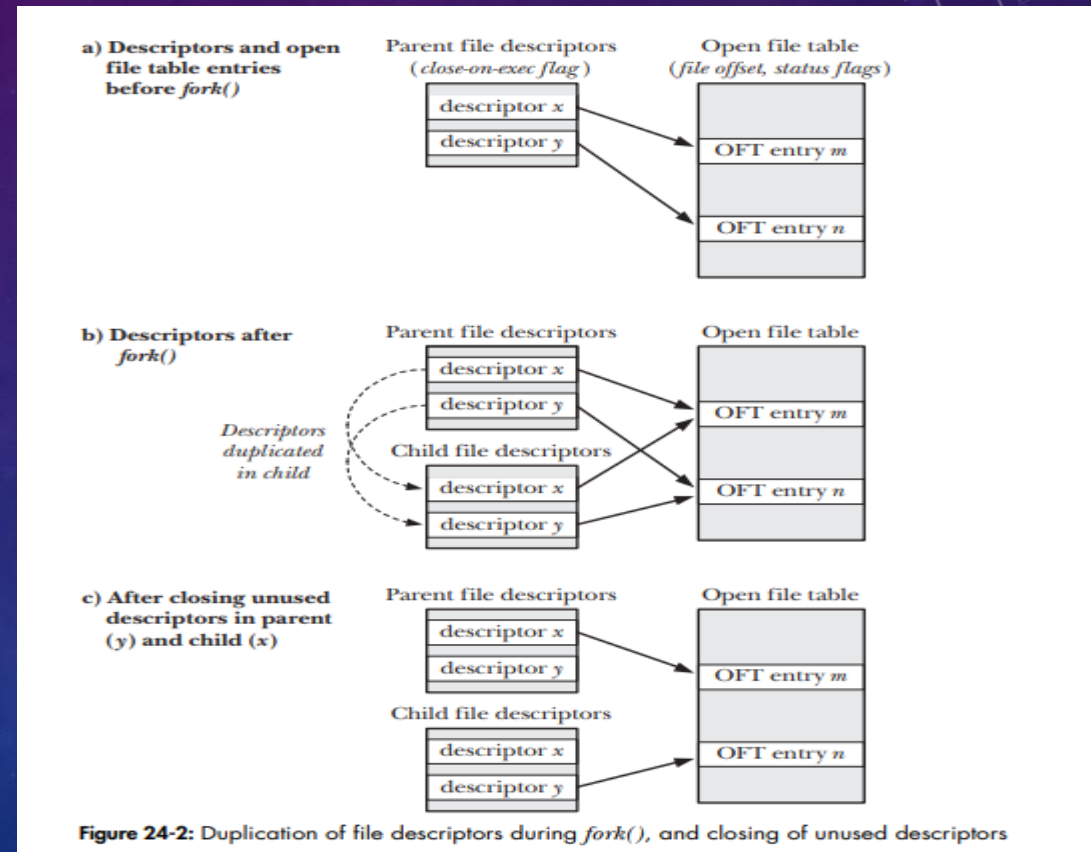 a) Descriptors and open
file table entries
before fork()
Parent file descriptors
(close-on-exec flag)
descriptor x
descriptor y
Open file table
(file offset, status flags)
OFT entry m
OFT entry n
b) Descriptors after
fork()
Descriptors
duplicated
in child
Parent file descriptors
descriptor x
descriptor y
Child file descriptors
descriptor x
descriptor y
Open file table
OFT entry m
OFT entry n
c) After closing unused
descriptors in parent
(y) and child (x)
Parent file descriptors
descriptor x
descriptor y
Child file descriptors
descriptor x
descriptor y
Open file table
OFT entry m
OFT entry n
Figure 24-2: Duplication of file descriptors during fork(), and closing of unused descriptors